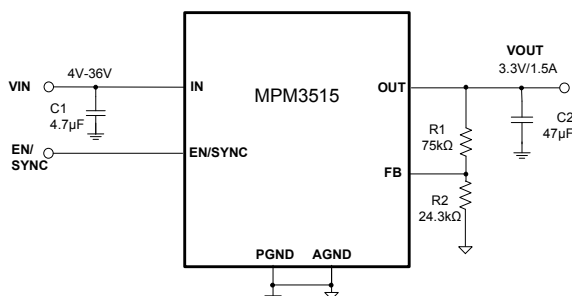 VIN
4V-36V
IN
MPM3515
OUT
VOUT
3.3V/1.5A
C1
4.7μF
C2
47μF
R1
75kΩ
EN/
SYNC
EN/SYNC
FB
R2
24.3kΩ
PGND
AGND